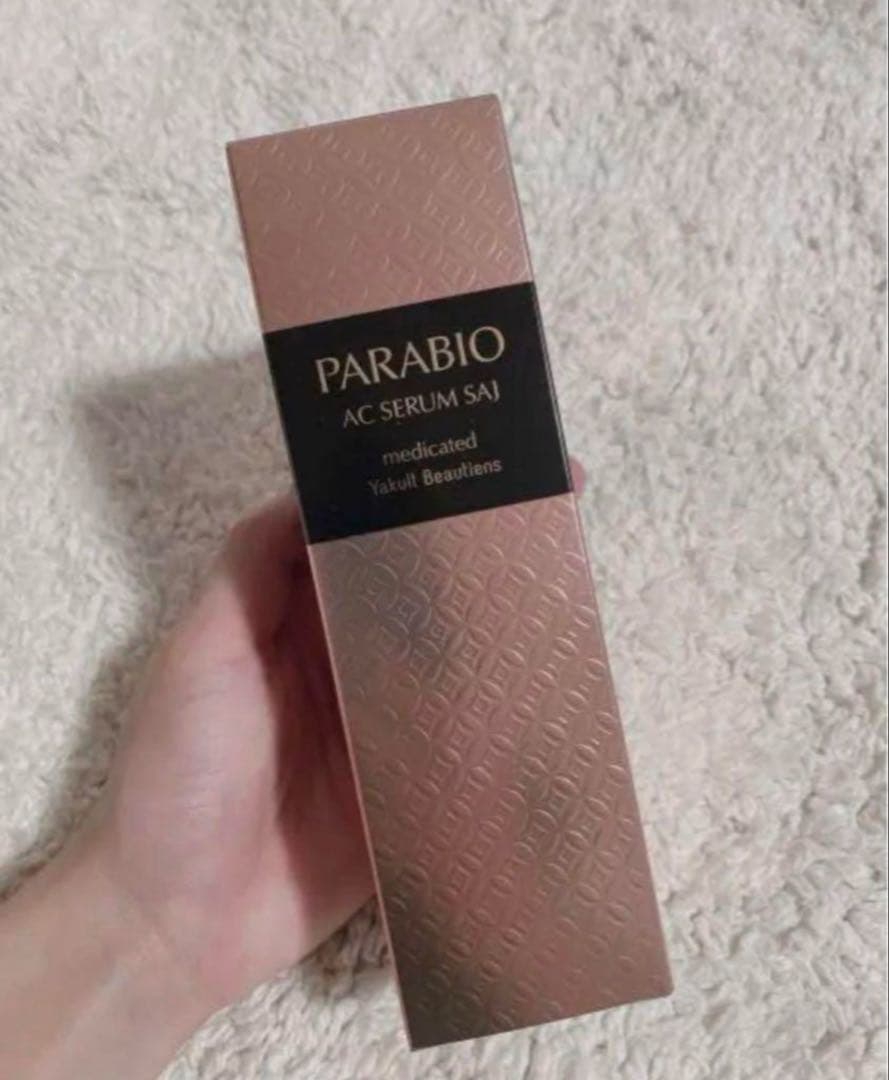 PARABIO
AC SERUM SAJ
medicated
Yakult Beautiens